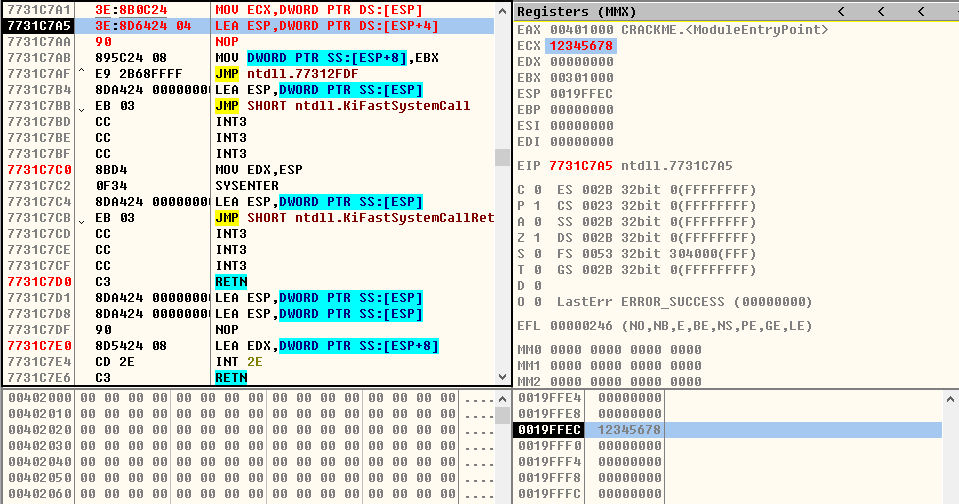 7731C7A1 3E:8B0C24 MOV ECX,DWORD PTR DS:[ESP]
7731C7A5 3E:8D6424 04 LEA ESP,DWORD PTR DS:[ESP+4]
7731C7AA 90 NOP
7731C7AB 895C24 08 MOV DWORD PTR SS:[ESP+8],EBX
7731C7AF ^ E9 2B68FFFF JMP ntdll.77312FDF
7731C7B4 8DA424 00000000 LEA ESP,DWORD PTR SS:[ESP]
7731C7BB EB 03 JMP SHORT ntdll.KiFastSystemCall
7731C7BD CC INT3
7731C7BE CC INT3
7731C7BF CC INT3
7731C7C0 8BD4 MOV EDX,ESP
7731C7C2 0F34 SYSENTER
7731C7C4 8DA424 00000000 LEA ESP,DWORD PTR SS:[ESP]
7731C7CB EB 03 JMP SHORT ntdll.KiFastSystemCallRet
7731C7CD CC INT3
7731C7CE CC INT3
7731C7CF CC INT3
7731C7D0 C3 RETN
7731C7D1 8DA424 00000000 LEA ESP,DWORD PTR SS:[ESP]
7731C7D8 8DA424 00000000 LEA ESP,DWORD PTR SS:[ESP]
7731C7DF 90 NOP
7731C7E0 8D5424 08 LEA EDX,DWORD PTR SS:[ESP+8]
7731C7E4 CD 2E INT 2E
7731C7E6 C3 RETN
Registers (MMX) < < <
EAX 00401000 CRACKME.<ModuleEntryPoint>
ECX 12345678
EDX 00000000
EBX 00301000
ESP 0019FFEC
EBP 00000000
ESI 00000000
EDI 00000000
EIP 7731C7A5 ntdll.7731C7A5
C 0 ES 002B 32bit 0(FFFFFFFF)
P 1 CS 0023 32bit 0(FFFFFFFF)
A 0 SS 002B 32bit 0(FFFFFFFF)
Z 1 DS 002B 32bit 0(FFFFFFFF)
S 0 FS 0053 32bit 304000(FFF)
T 0 GS 002B 32bit 0(FFFFFFFF)
D 0
O 0 LastErr ERROR_SUCCESS (00000000)
EFL 00000246 (NO,NB,E,BE,NS,PE,GE,LE)
MM0 0000 0000 0000 0000
MM1 0000 0000 0000 0000
MM2 0000 0000 0000 0000
00402000 00 00 00 00 00 00 00 00 00 00 00 00 00 00 ....
00402010 00 00 00 00 00 00 00 00 00 00 00 00 00 00 ....
00402020 00 00 00 00 00 00 00 00 00 00 00 00 00 00 ....
00402030 00 00 00 00 00 00 00 00 00 00 00 00 00 00 ....
00402040 00 00 00 00 00 00 00 00 00 00 00 00 00 00 ....
00402050 00 00 00 00 00 00 00 00 00 00 00 00 00 00 ....
00402060 00 00 00 00 00 00 00 00 00 00 00 00 00 00 ....
0019FFE4 00000000
0019FFE8 00000000
0019FFEC 12345678
0019FFF0 00000000
0019FFF4 00000000
0019FFF8 00000000
0019FFFC 00000000